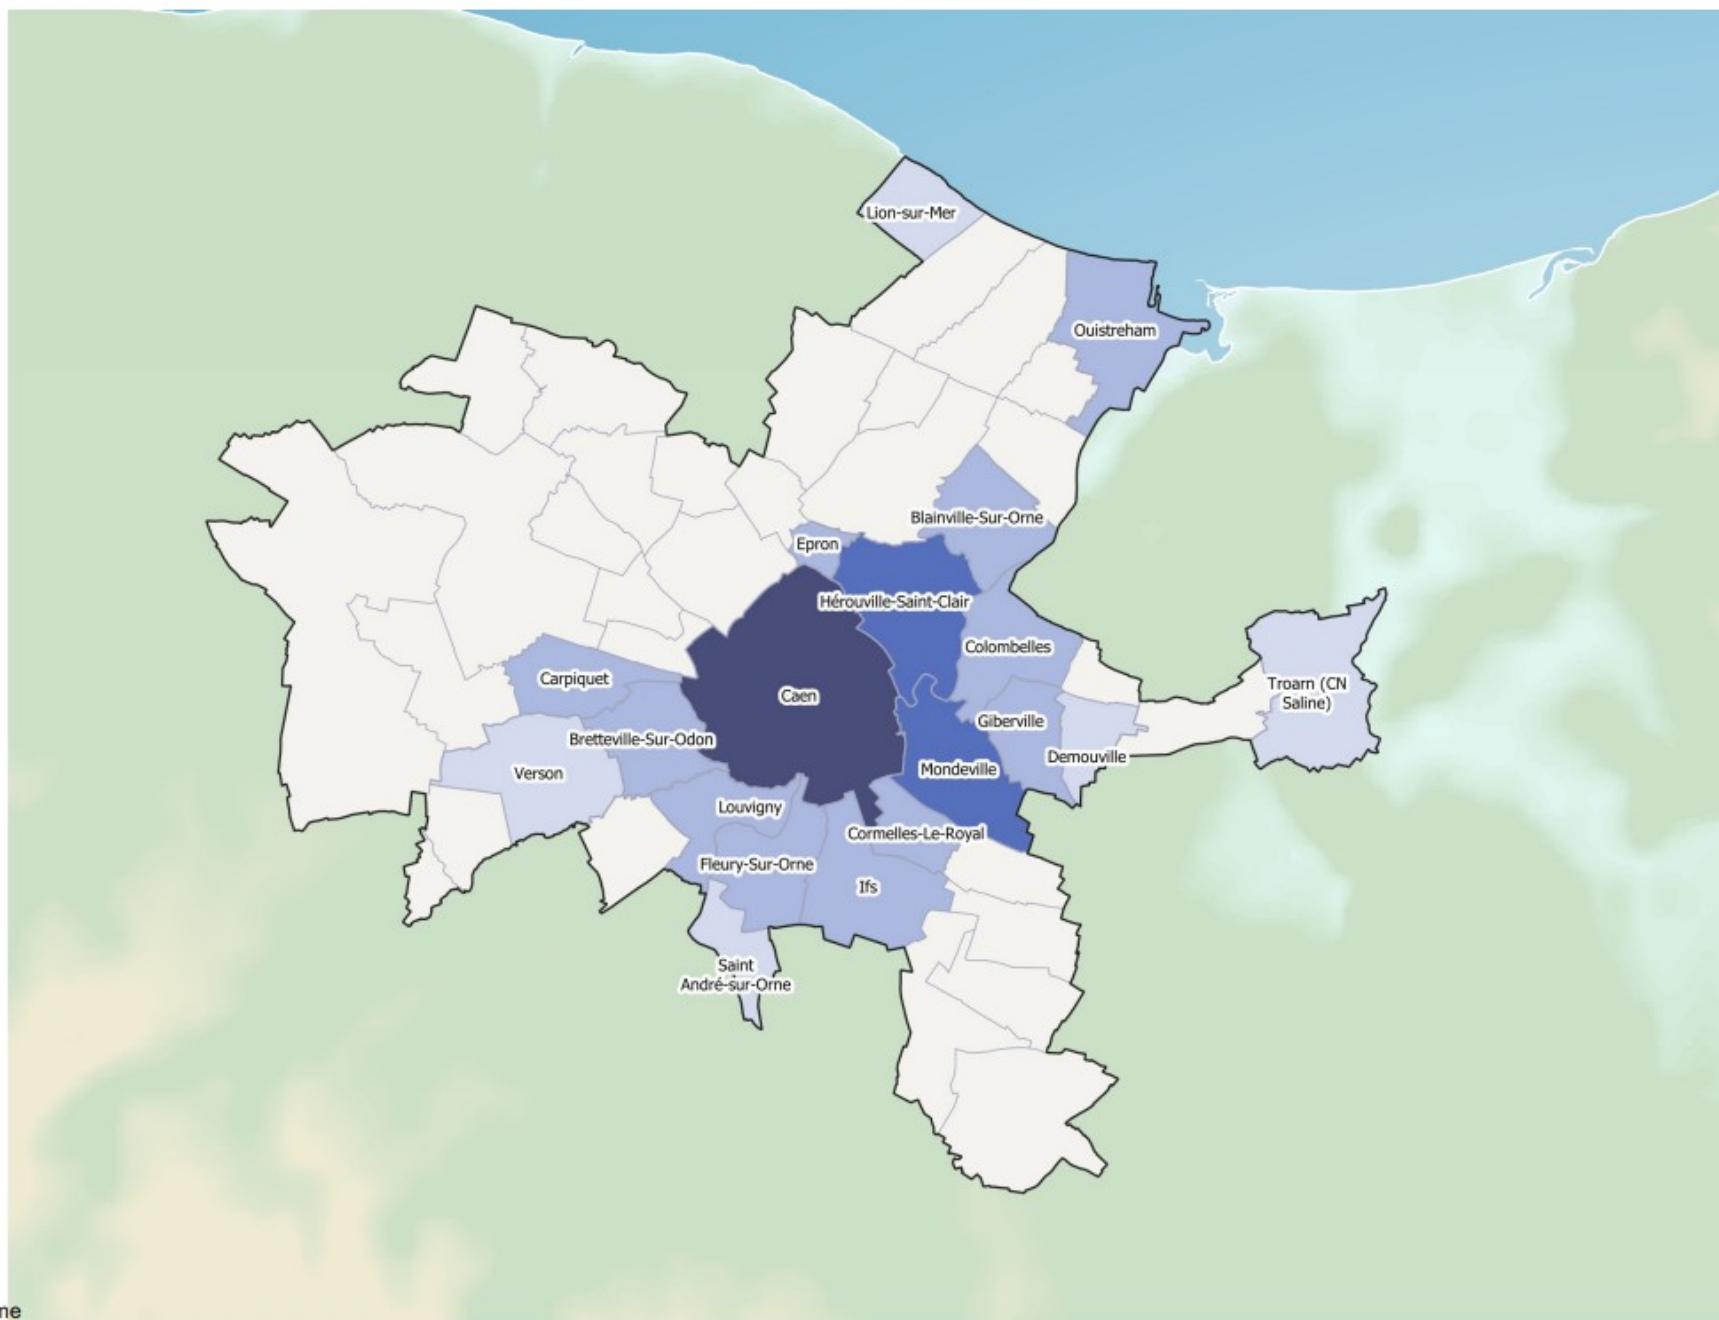 Lion-sur-Mer
Ouistreham
Blainville-Sur-Orne
Epron
Hérouville-Saint-Clair
Colombelles
Carpiquet
Caen
Troarn (CN
Saline)
Giberville
Bretteville-Sur-Odon
Demouville
Verson
Mondeville
Louvigny
Cormelles-Le-Royal
Fleury-Sur-Orne
Ifs
Saint
André-sur-Orne
ne